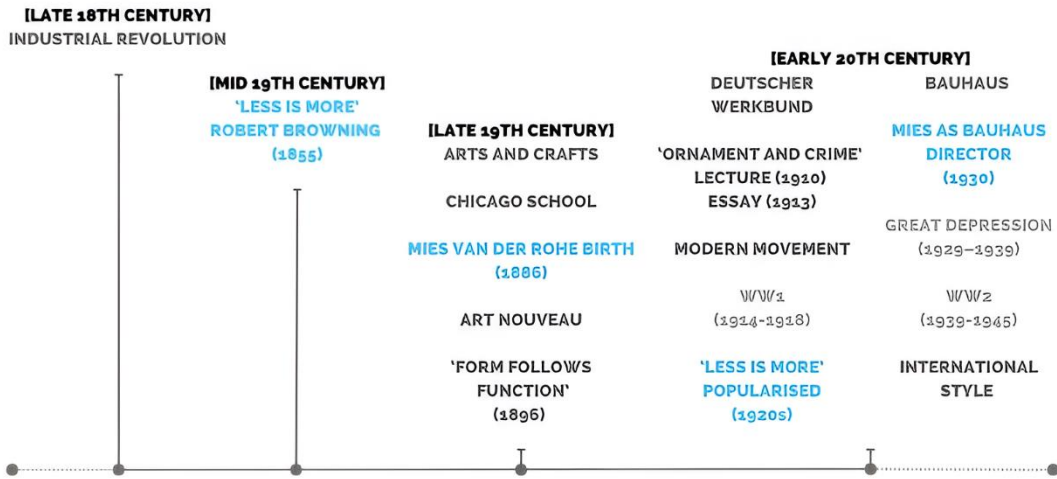 [LATE 18TH CENTURY]
INDUSTRIAL REVOLUTION
[MID 19TH CENTURY]
‘LESS IS MORE’
ROBERT BROWNING
(1855)
[LATE 19TH CENTURY]
ARTS AND CRAFTS
CHICAGO SCHOOL
MIES VAN DER ROHE BIRTH
(1886)
ART NOUVEAU
‘FORM FOLLOWS
FUNCTION’
(1896)
[EARLY 20TH CENTURY]
DEUTSCHER
WERKBUND
‘ORNAMENT AND CRIME’
LECTURE (1910)
ESSAY (1913)
MODERN MOVEMENT
WW1
(1914-1918)
‘LESS IS MORE’
POPULARISED
(1920s)
BAUHAUS
MIES AS BAUHAUS
DIRECTOR
(1930)
GREAT DEPRESSION
(1929–1939)
WW2
(1939-1945)
INTERNATIONAL
STYLE